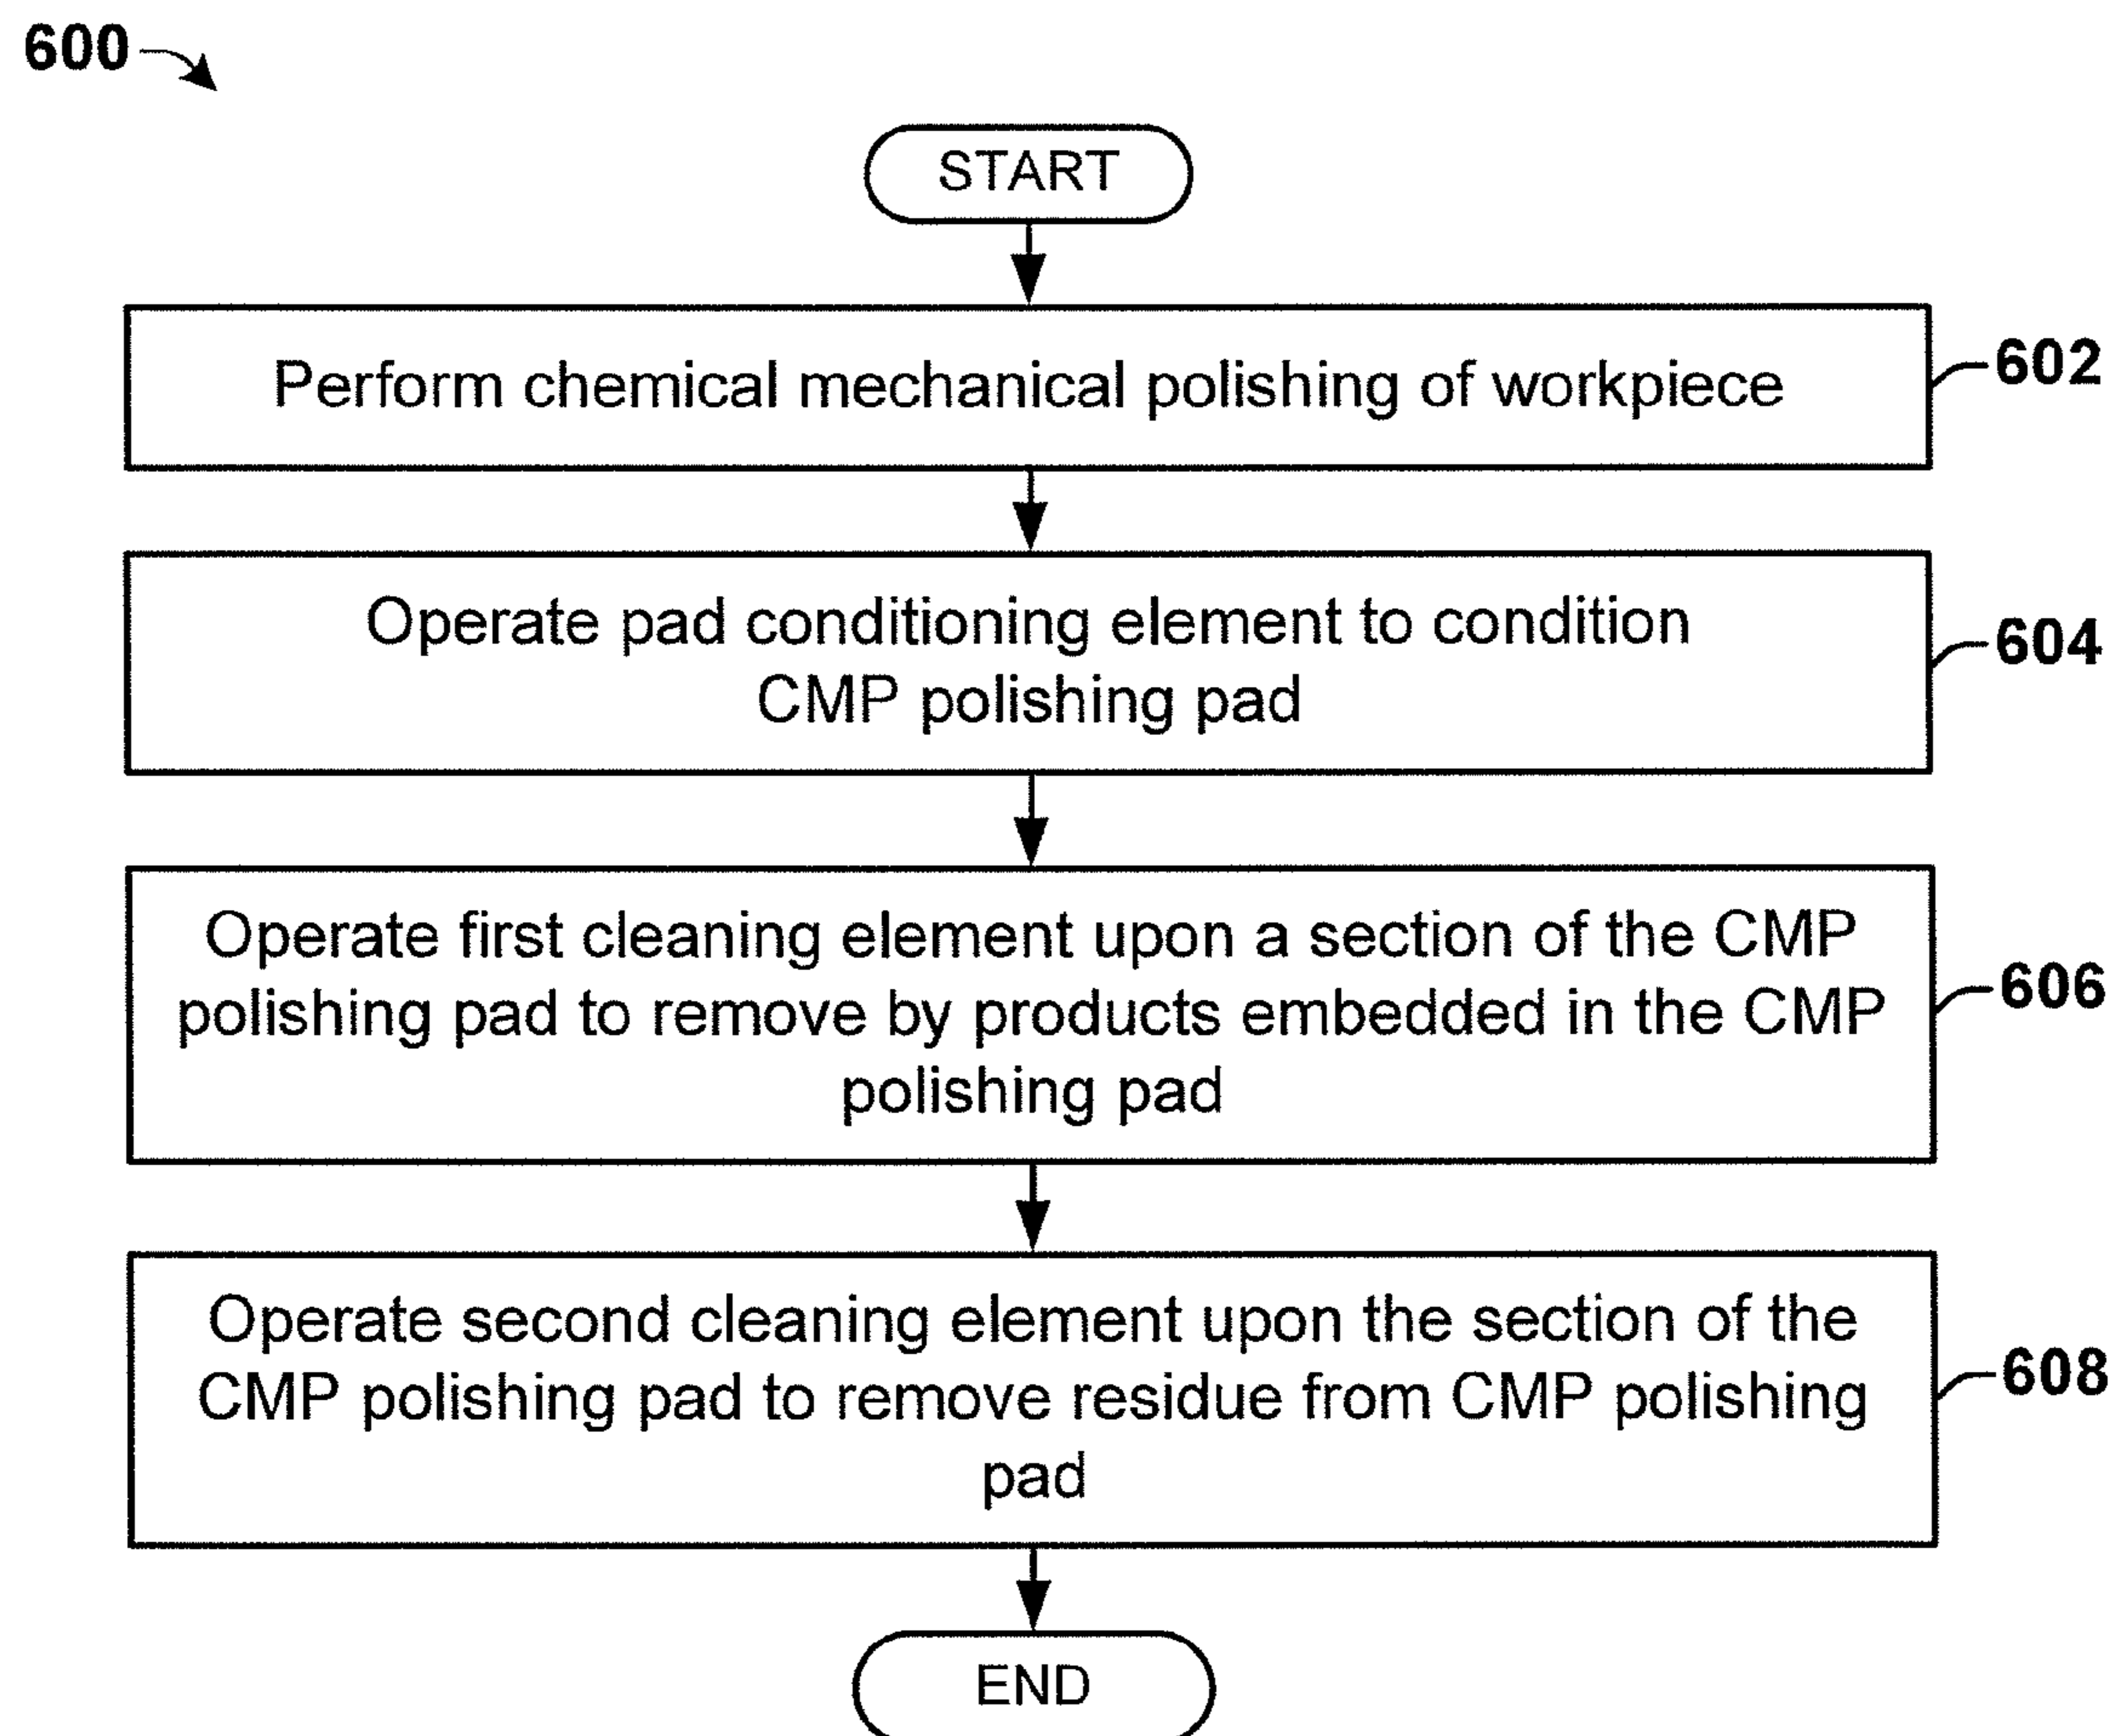 600
START
Perform chemical mechanical polishing of workpiece
602
Operate pad conditioning element to condition
CMP polishing pad
604
Operate first cleaning element upon a section of the CMP
polishing pad to remove by products embedded in the CMP
polishing pad
606
Operate second cleaning element upon the section of the
CMP polishing pad to remove residue from CMP polishing
pad
608
END